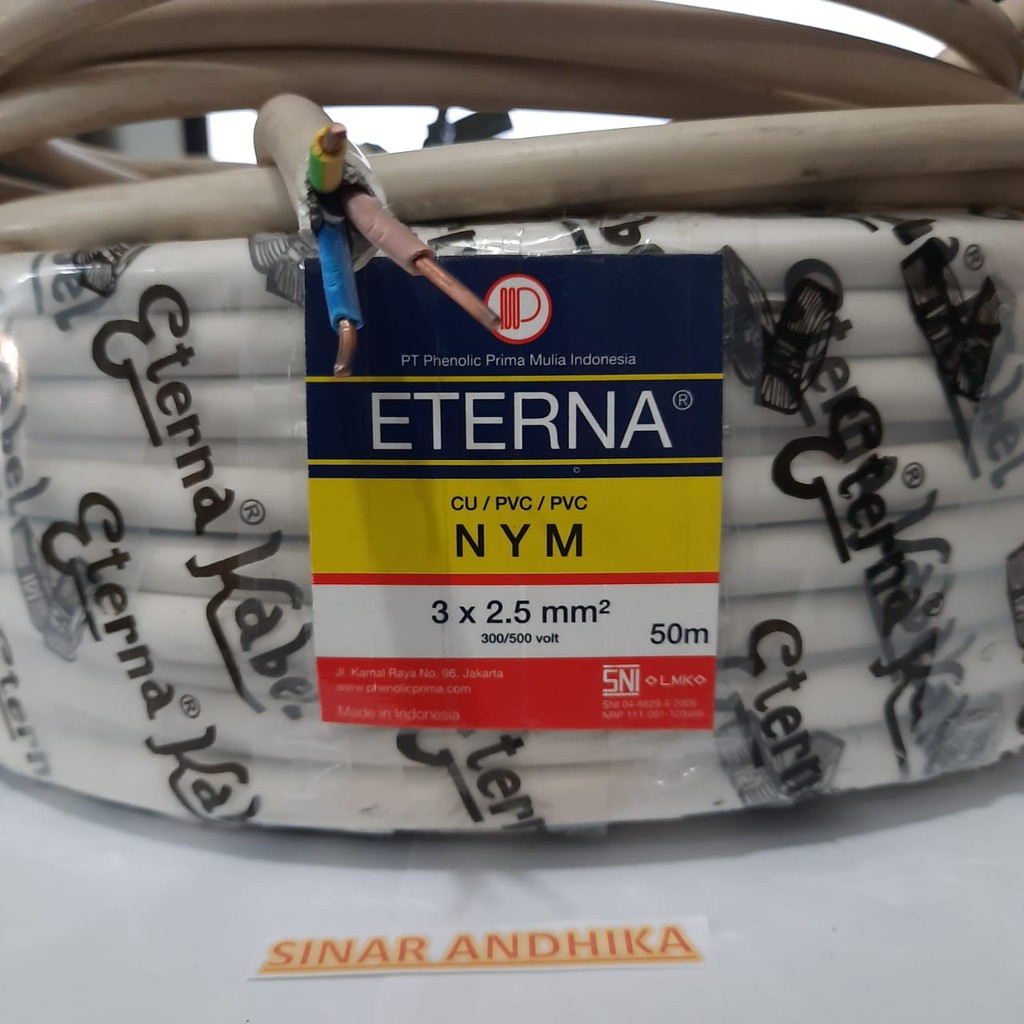 PT Phenolic Prima Mulia Indonesia
ETERNA®
CU / PVC / PVC
NYM
3 x 2.5 mm²
300/500 volt
50m
Jl. Kamal Raya No. 96, Jakarta
www.phenolicprima.com
Made in Indonesia
SNI LMK
Eterna® Kabel
Eterna® Kabel
Eterna
Eterna
SINAR ANDHIKA